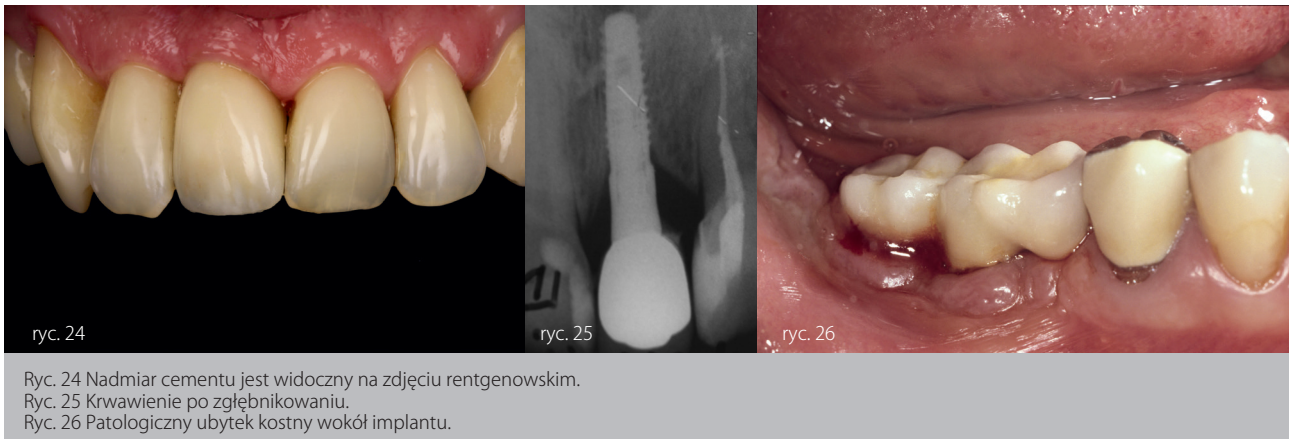 ryc. 24
ryc. 25
ryc. 26
Ryc. 24 Nadmiar cementu jest widoczny na zdjęciu rentgenowskim.
Ryc. 25 Krwawienie po zgłębnikowaniu.
Ryc. 26 Patologiczny ubytek kostny wokół implantu.